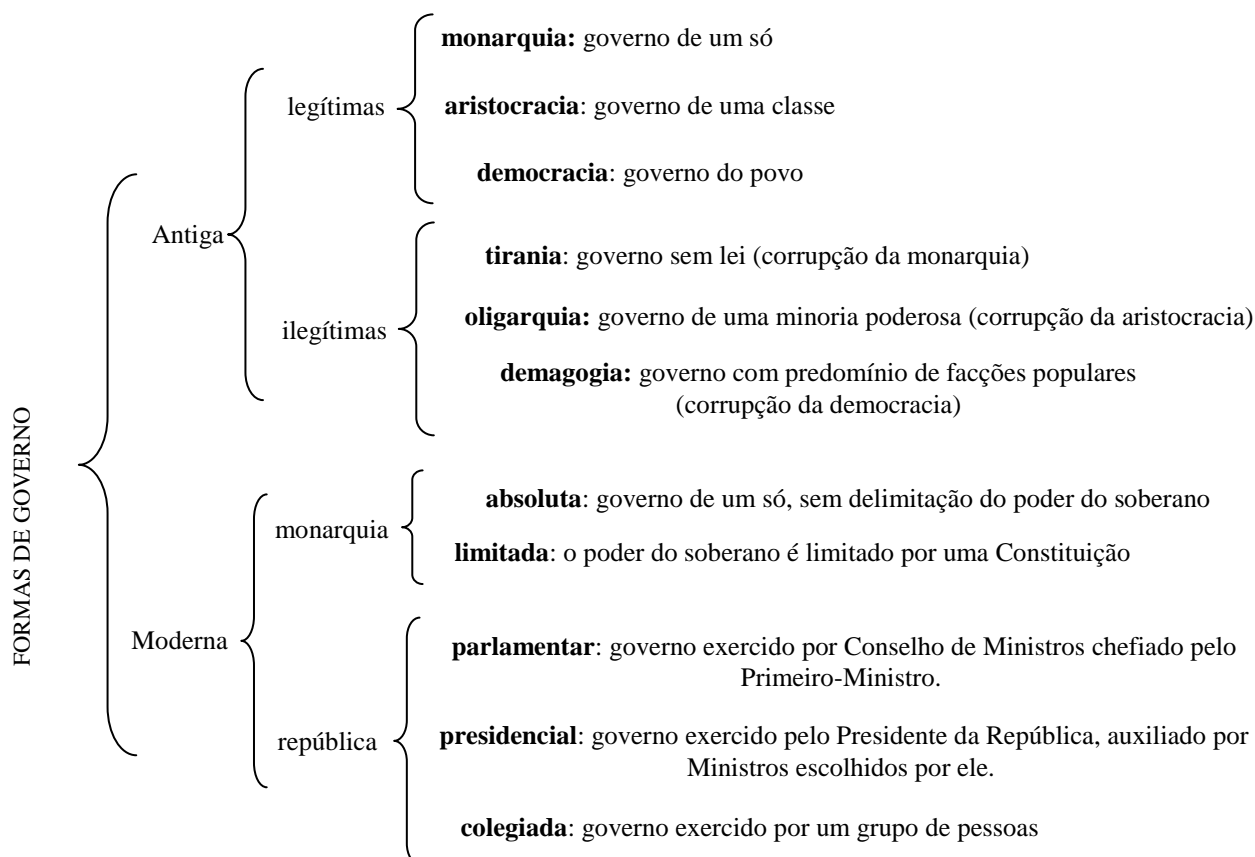 FORMAS DE GOVERNO
Antiga
legítimas
monarquia: governo de um só
aristocracia: governo de uma classe
democracia: governo do povo
ilegítimas
tirania: governo sem lei (corrupção da monarquia)
oligarquia: governo de uma minoria poderosa (corrupção da aristocracia)
demagogia: governo com predomínio de facções populares
(corrupção da democracia)
Moderna
monarquia
absoluta: governo de um só, sem delimitação do poder do soberano
limitada: o poder do soberano é limitado por uma Constituição
república
parlamentar: governo exercido por Conselho de Ministros chefiado pelo
Primeiro-Ministro.
presidencial: governo exercido pelo Presidente da República, auxiliado por
Ministros escolhidos por ele.
colegiada: governo exercido por um grupo de pessoas